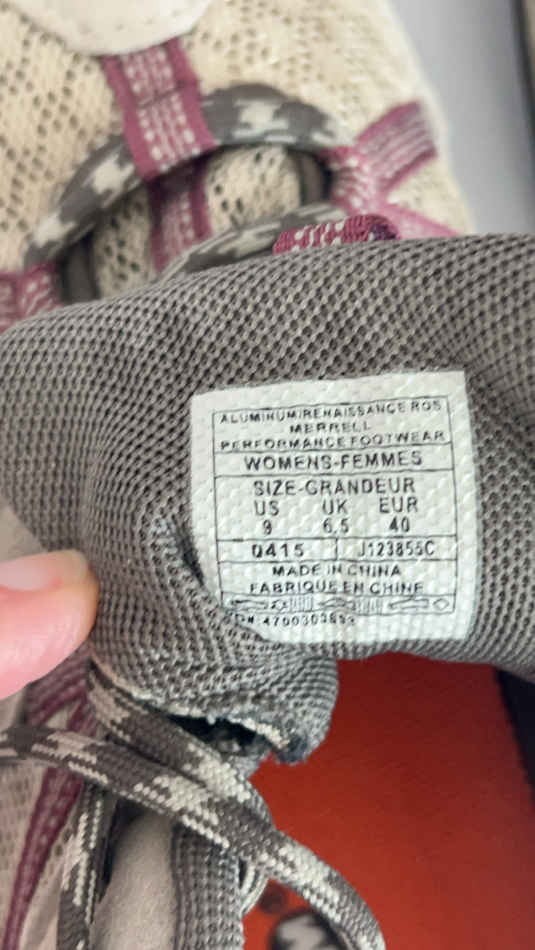 ALUMINUM/RENAISSANCE ROS
MERRELL
PERFORMANCE FOOTWEAR
WOMENS-FEMMES
SIZE-GRANDEUR
US UK EUR
9 6.5 40
0415 J123855C
MADE IN CHINA
FABRIQUE EN CHINE